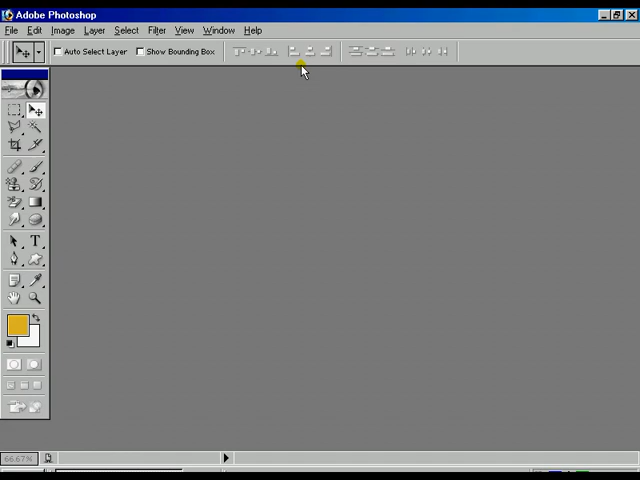 Adobe Photoshop
File Edit Image Layer Select Filter View Window Help
Auto Select Layer Show Bounding Box
T
66.67%